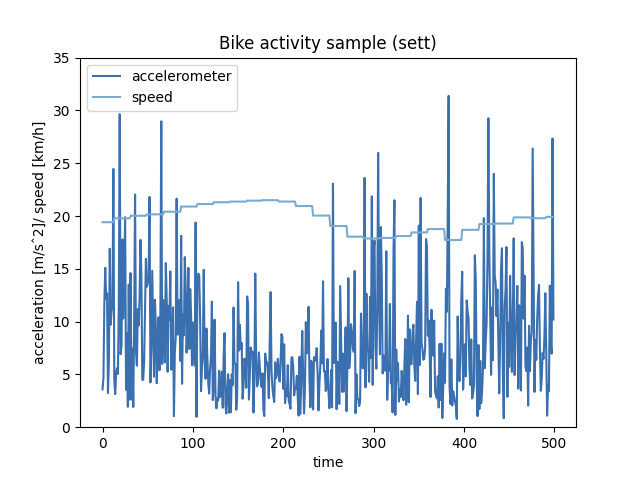 Bike activity sample (sett)
accelerometer
speed
acceleration [m/s^2]/ speed [km/h]
35
30
25
20
15
10
5
0
0 100 200 300 400 500
time